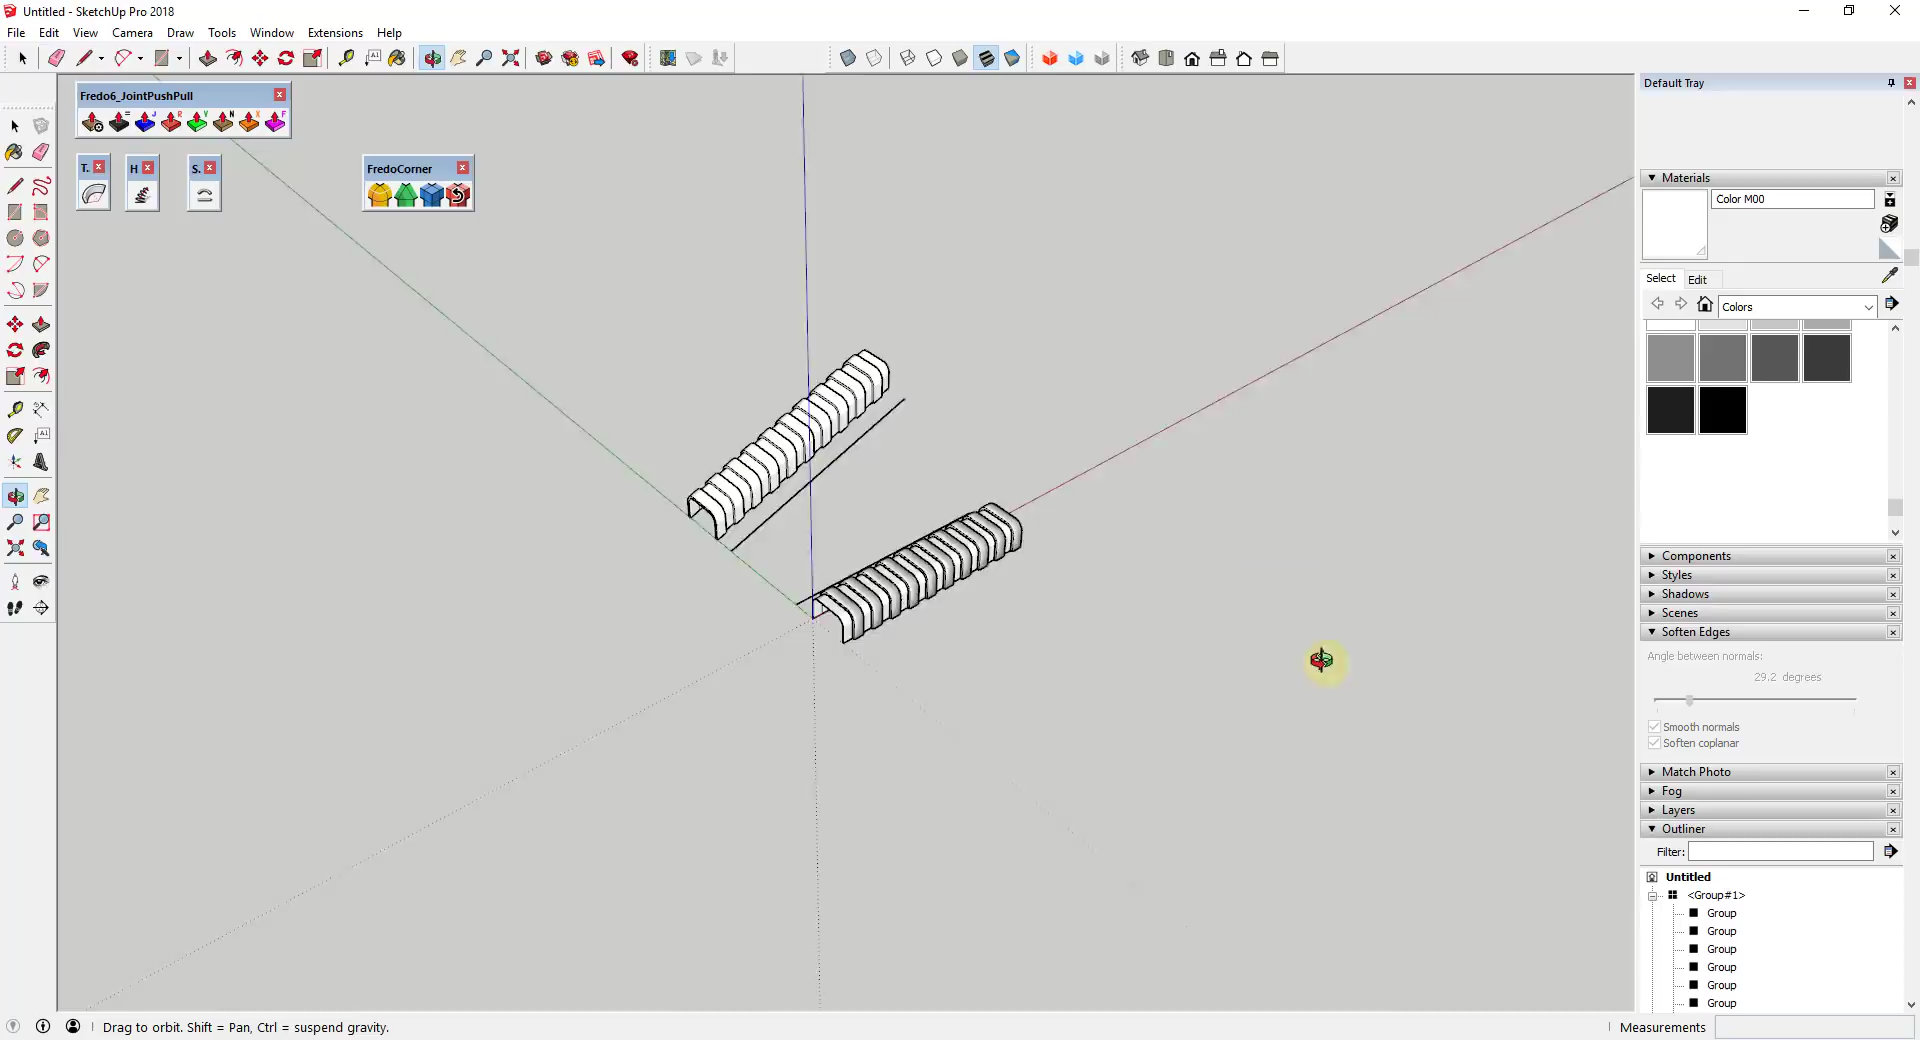 Untitled - SketchUp Pro 2018
File Edit View Camera Draw Tools Window Extensions Help
Fredo6_JointPushPull
T. H S. FredoCorner
Default Tray
Materials
Color M00
Select Edit
Colors
Components
Styles
Shadows
Scenes
Soften Edges
Angle between normals:
29.2 degrees
Smooth normals
Soften coplanar
Match Photo
Fog
Layers
Outliner
Filter:
Untitled
<Group#1>
Group
Group
Group
Group
Group
Group
Drag to orbit. Shift = Pan, Ctrl = suspend gravity.
Measurements